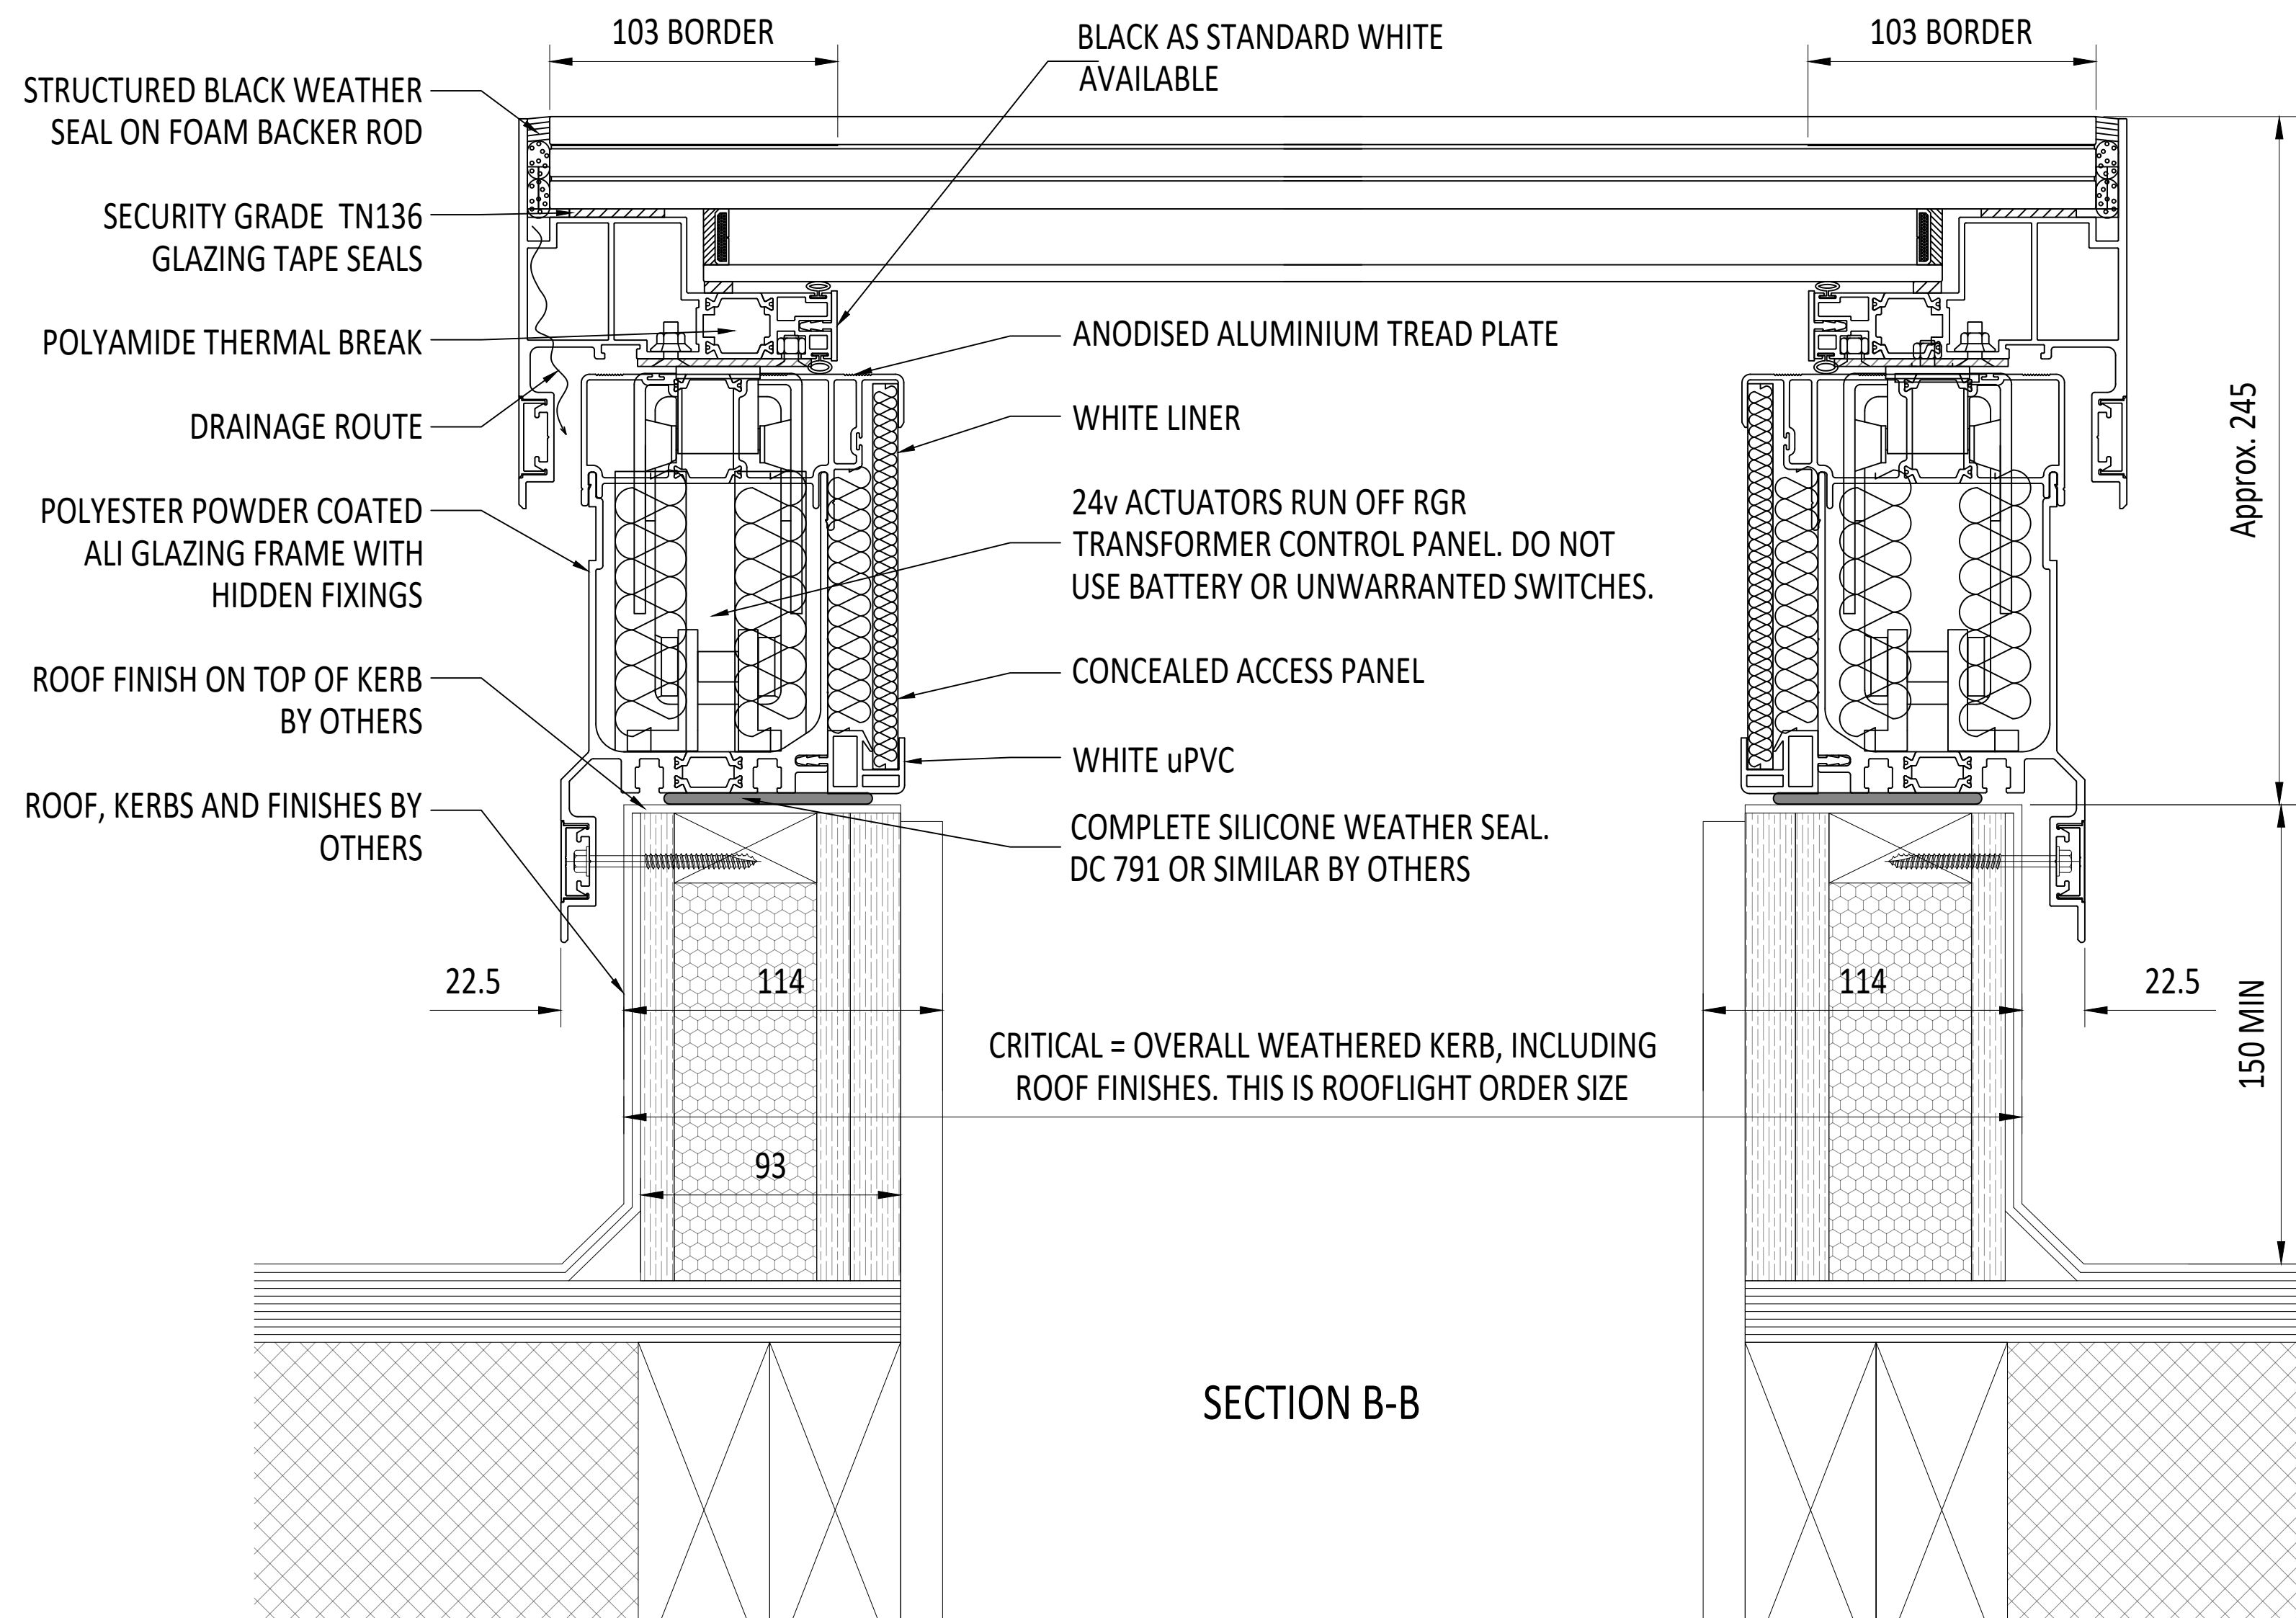 103 BORDER
BLACK AS STANDARD WHITE
AVAILABLE
103 BORDER
STRUCTURED BLACK WEATHER
SEAL ON FOAM BACKER ROD
SECURITY GRADE TN136
GLAZING TAPE SEALS
POLYAMIDE THERMAL BREAK
DRAINAGE ROUTE
POLYESTER POWDER COATED
ALI GLAZING FRAME WITH
HIDDEN FIXINGS
ROOF FINISH ON TOP OF KERB
BY OTHERS
ROOF, KERBS AND FINISHES BY
OTHERS
ANODISED ALUMINIUM TREAD PLATE
WHITE LINER
24v ACTUATORS RUN OFF RGR
TRANSFORMER CONTROL PANEL. DO NOT
USE BATTERY OR UNWARRANTED SWITCHES.
CONCEALED ACCESS PANEL
WHITE uPVC
COMPLETE SILICONE WEATHER SEAL.
DC 791 OR SIMILAR BY OTHERS
Approx. 245
22.5
114
114
22.5
150 MIN
CRITICAL = OVERALL WEATHERED KERB, INCLUDING
ROOF FINISHES. THIS IS ROOFLIGHT ORDER SIZE
93
SECTION B-B